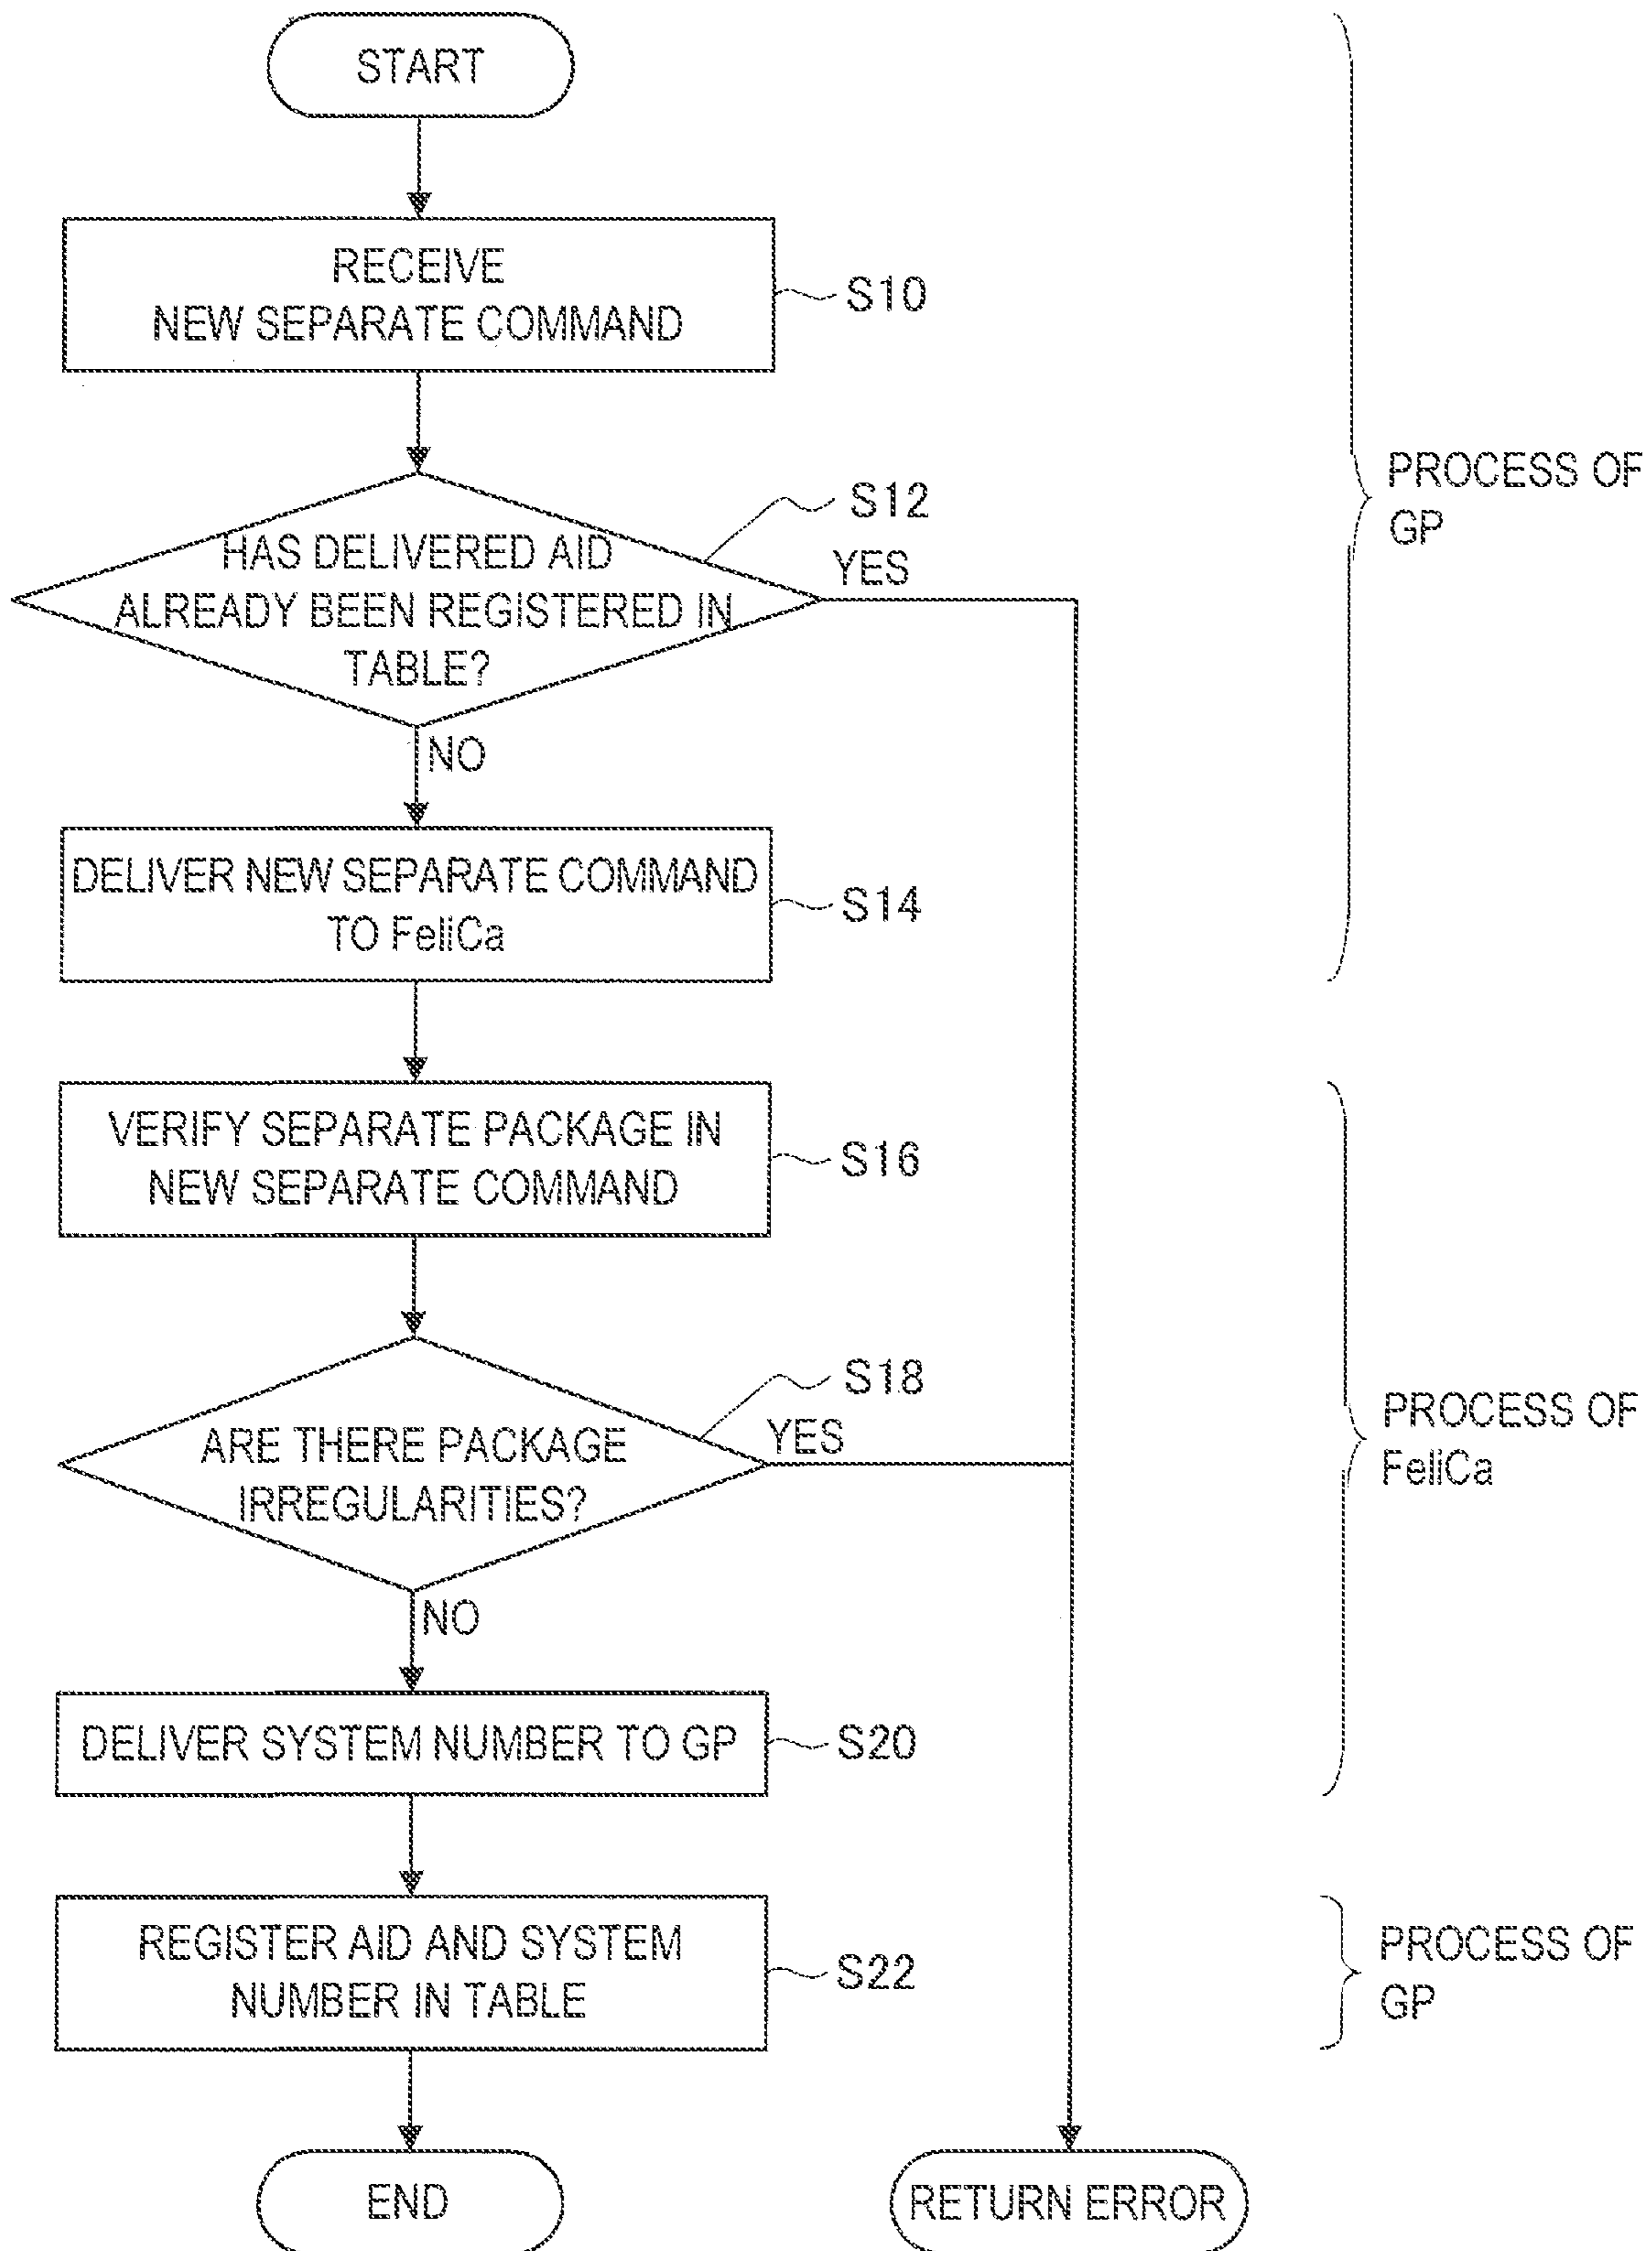 START
RECEIVE
NEW SEPARATE COMMAND
S10
S12
HAS DELIVERED AID
ALREADY BEEN REGISTERED IN
TABLE?
YES
NO
PROCESS OF
GP
DELIVER NEW SEPARATE COMMAND
TO FeliCa
S14
VERIFY SEPARATE PACKAGE IN
NEW SEPARATE COMMAND
S16
S18
ARE THERE PACKAGE
IRREGULARITIES?
YES
NO
PROCESS OF
FeliCa
DELIVER SYSTEM NUMBER TO GP
S20
REGISTER AID AND SYSTEM
NUMBER IN TABLE
S22
PROCESS OF
GP
END
RETURN ERROR